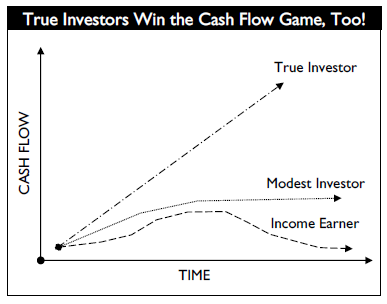 True Investors Win the Cash Flow Game, Too!
True Investor
CASH FLOW
Modest Investor
Income Earner
TIME